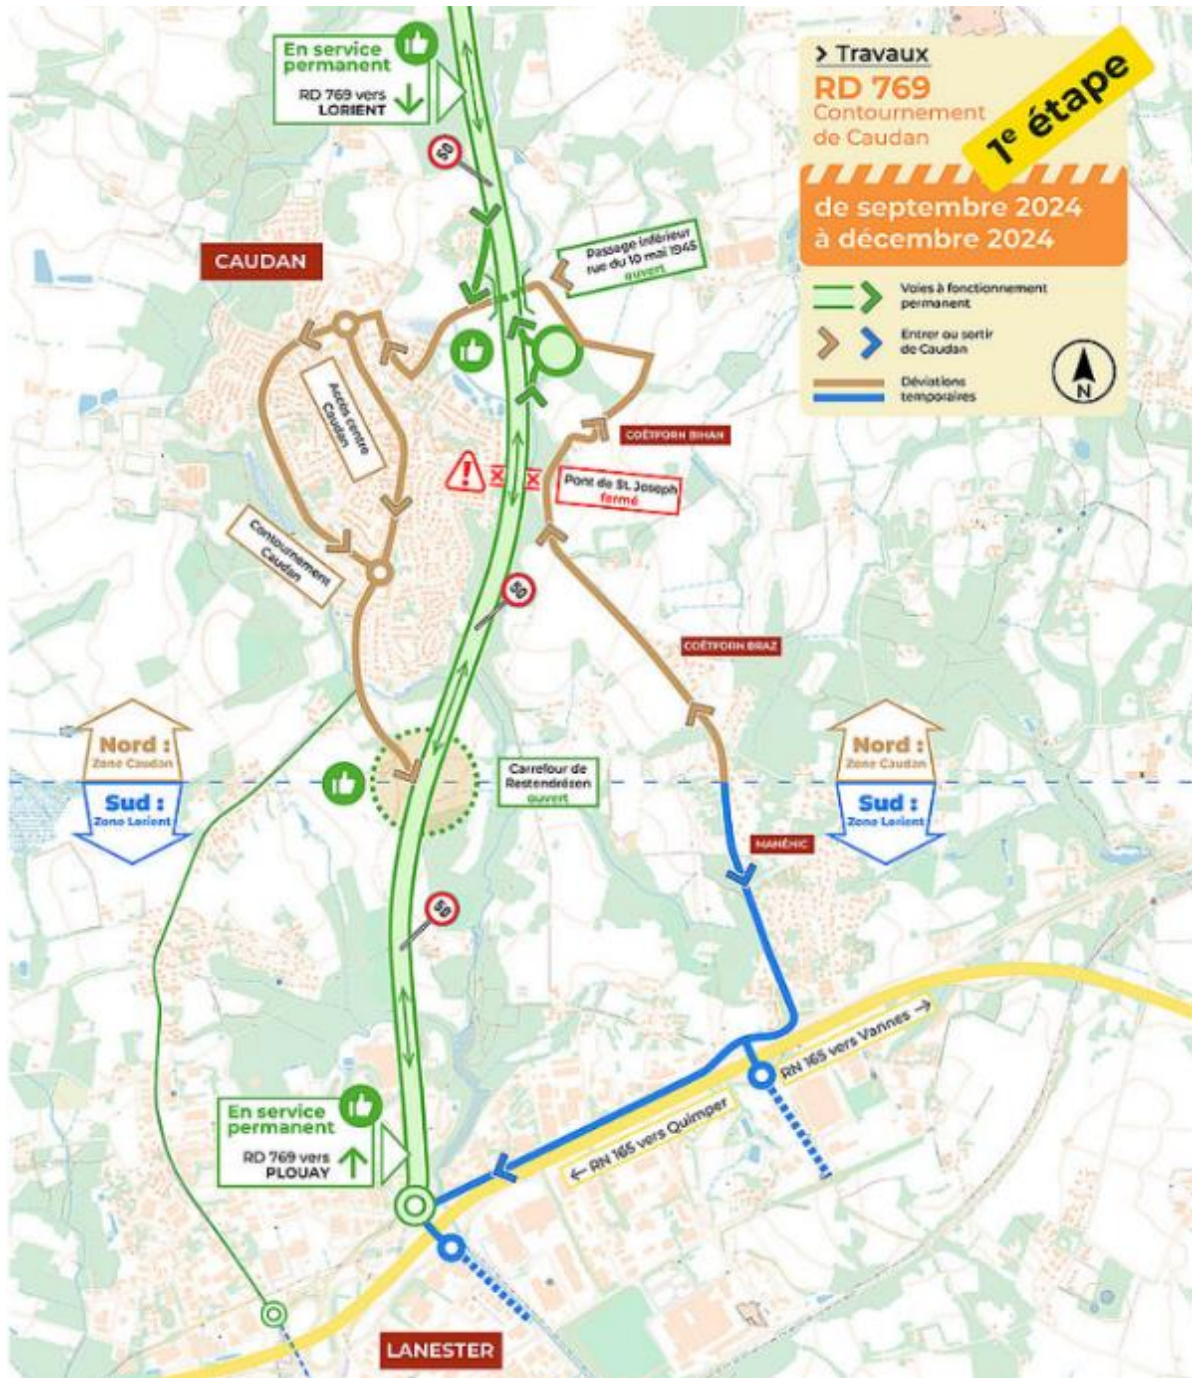 En service
permanent
RD 769 vers
LORIENT
50
> Travaux
RD 769
Contournement
de Caudan
1e étape
de septembre 2024
à décembre 2024
Voies à fonctionnement
permanent
Entrer ou sortir
de Caudan
Déviations
temporaires
N
CAUDAN
Passage inférieur
rue du 10 mai 1945
ouvert
Accès centre
Caudan
COËTFORN BIHAN
Pont de St. Joseph
fermé
Contournement
Caudan
50
COËTFORN BRAZ
Nord :
Zone Caudan
Sud :
Zone Lorient
Carrefour de
Restendrézen
ouvert
Nord :
Zone Caudan
Sud :
Zone Lorient
MANÉHIC
50
RN 165 vers Vannes →
← RN 165 vers Quimper
En service
permanent
RD 769 vers
PLOUAY
LANESTER